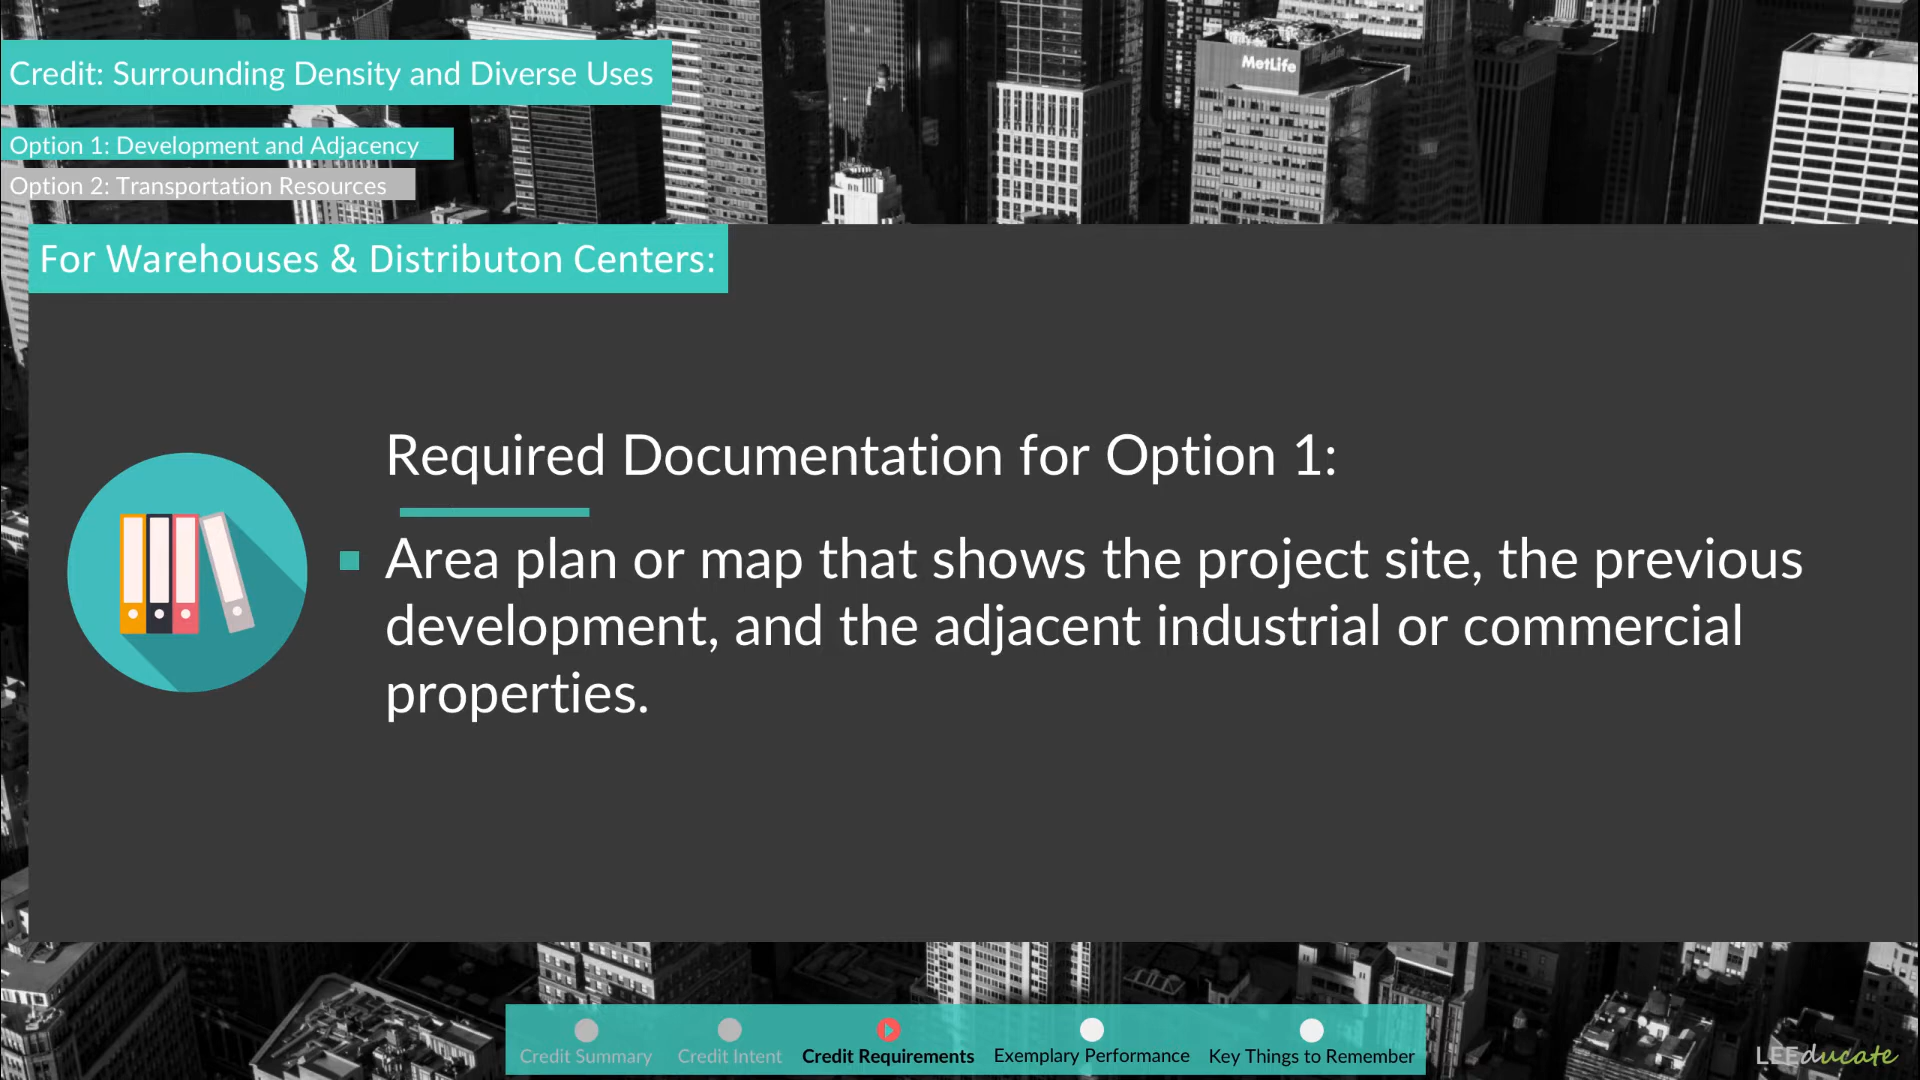 MetLife
Credit: Surrounding Density and Diverse Uses
Option 1: Development and Adjacency
Option 2: Transportation Resources
For Warehouses & Distributon Centers:
Required Documentation for Option 1:
Area plan or map that shows the project site, the previous
development, and the adjacent industrial or commercial
properties.
Credit Summary
Credit Intent
Credit Requirements
Exemplary Performance
Key Things to Remember
LEEducate